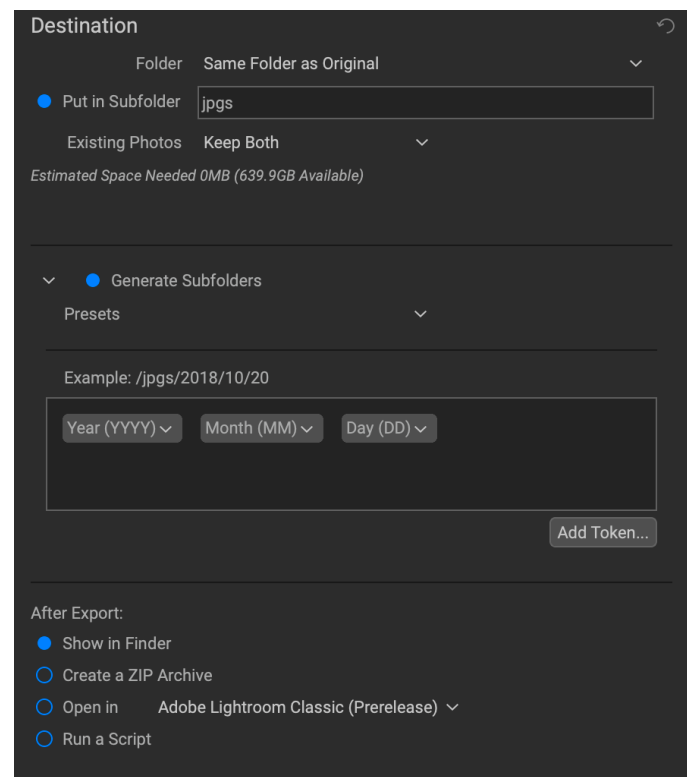 Destination
Folder Same Folder as Original
Put in Subfolder jpgs
Existing Photos Keep Both
Estimated Space Needed 0MB (639.9GB Available)
Generate Subfolders
Presets
Example: /jpgs/2018/10/20
Year (YYYY) Month (MM) Day (DD)
Add Token...
After Export:
Show in Finder
Create a ZIP Archive
Open in Adobe Lightroom Classic (Prerelease)
Run a Script